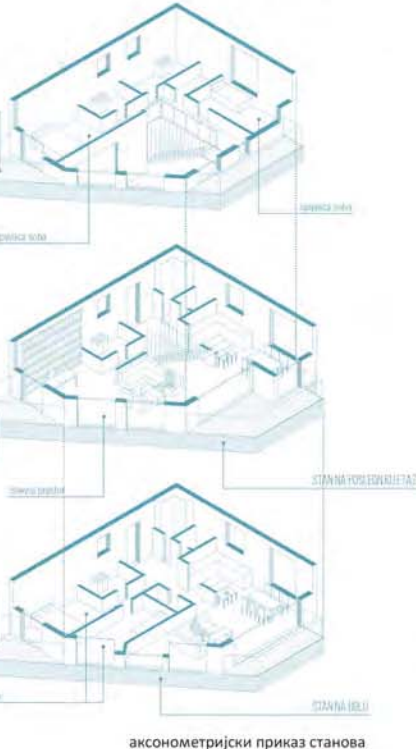 spavaća soba
spavaća soba
dnevni prostor
STAN NA POSLEDNJOJ ETAŽI
STAN NA UGLU
аксонометријски приказ станова